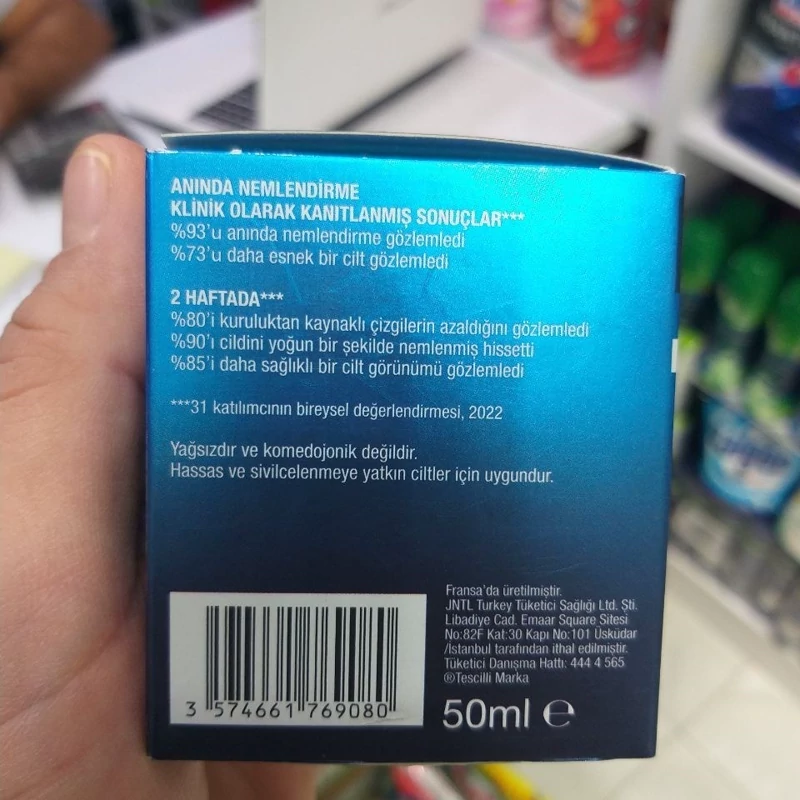 ANINDA NEMLENDİRME
KLİNİK OLARAK KANITLANMIŞ SONUÇLAR***
%93'u anında nemlendirme gözlemledi
%73'u daha esnek bir cilt gözlemledi
2 HAFTADA***
%80'i kuruluktan kaynaklı çizgilerin azaldığını gözlemledi
%90'ı cildini yoğun bir şekilde nemlenmiş hissetti
%85'i daha sağlıklı bir cilt görünümü gözlemledi
***31 katılımcının bireysel değerlendirmesi, 2022
Yağsızdır ve komedojonik değildir.
Hassas ve sivilcelenmeye yatkın ciltler için uygundur.
Fransa'da üretilmiştir.
JNTL Turkey Tüketici Sağlığı Ltd. Şti.
Libadiye Cad. Emaar Square Sitesi
No:82F Kat:30 Kapı No:101 Üsküdar
/İstanbul tarafından ithal edilmiştir.
Tüketici Danışma Hattı: 444 4 565
®Tescilli Marka
3 574661 769080
50ml ℮